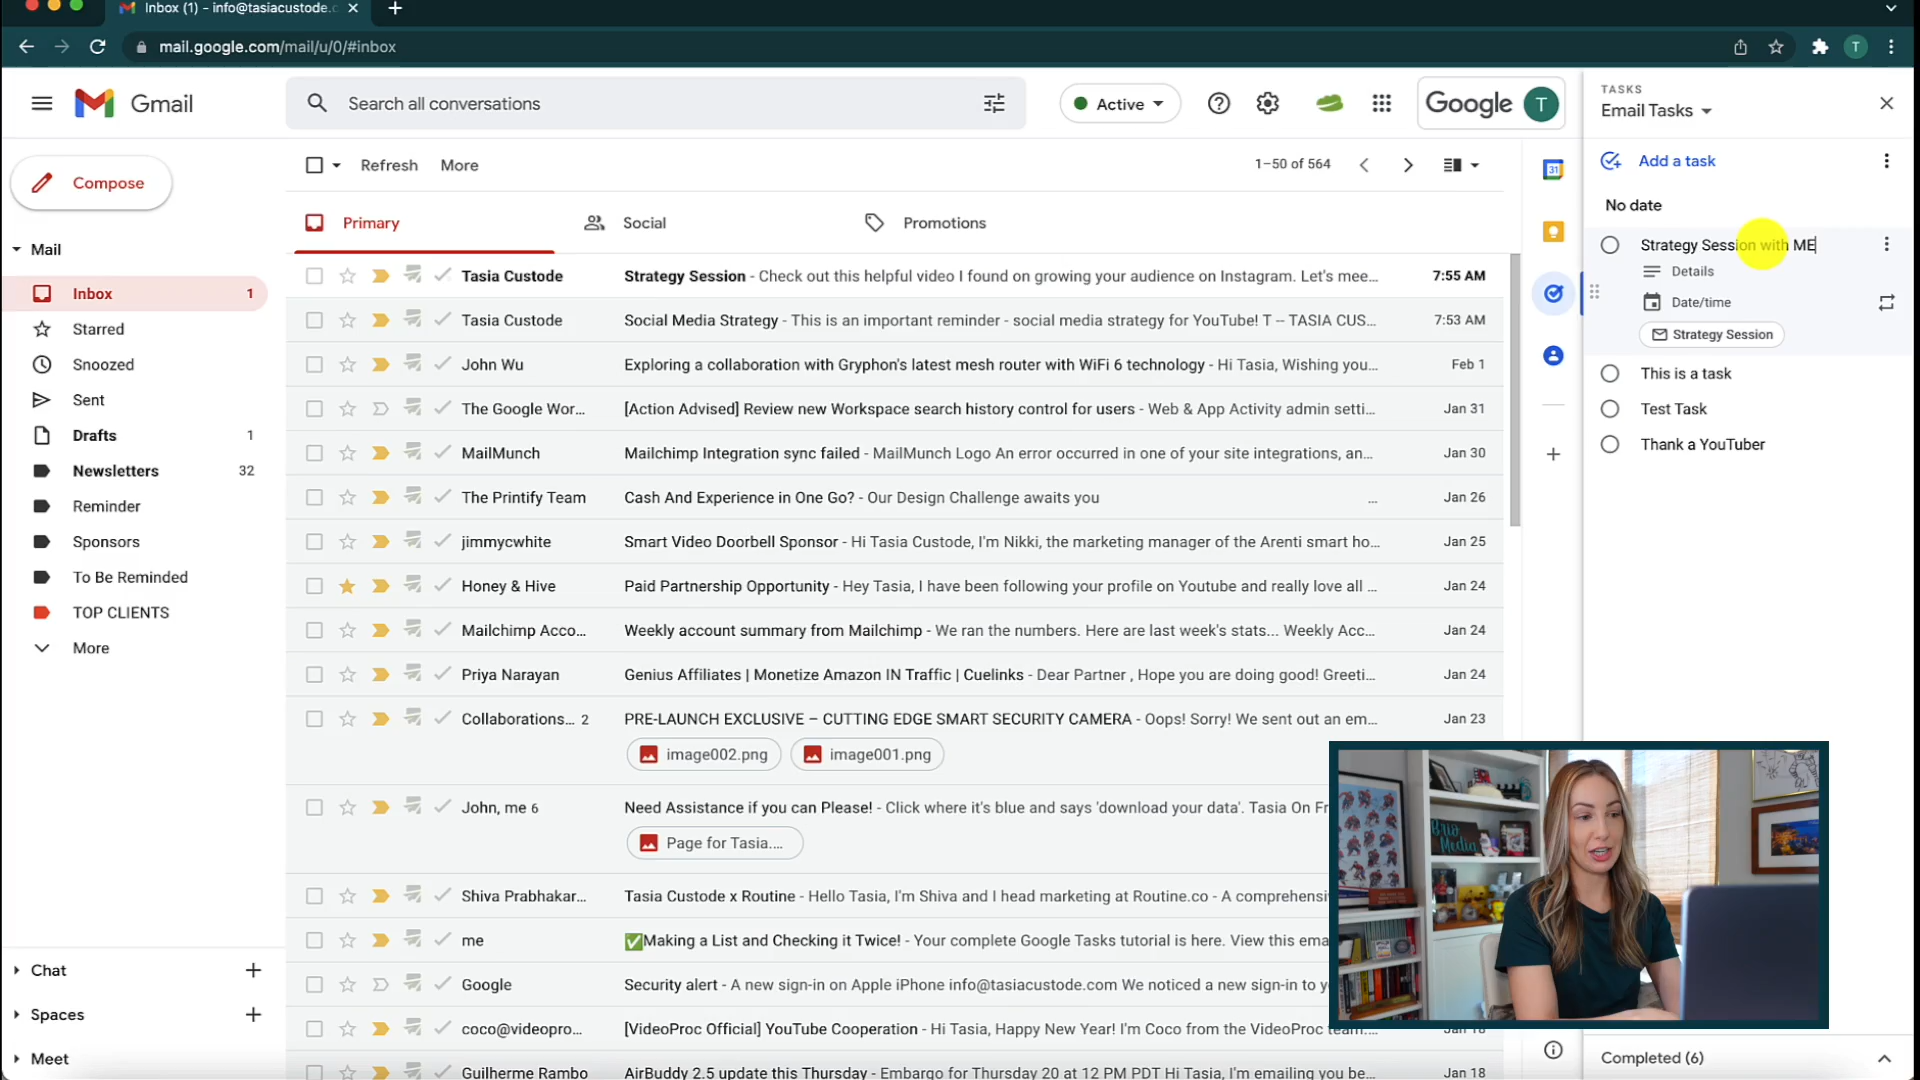 Inbox (1) - info@tasiacustode.c
mail.google.com/mail/u/0/#inbox
Gmail
Search all conversations
Active
Google T
TASKS
Email Tasks
Compose
Refresh More
1–50 of 564
Add a task
Primary
Social
Promotions
No date
Strategy Session with ME
Details
Date/time
Strategy Session
This is a task
Test Task
Thank a YouTuber
Completed (6)
Mail
Inbox 1
Starred
Snoozed
Sent
Drafts 1
Newsletters 32
Reminder
Sponsors
To Be Reminded
TOP CLIENTS
More
Chat
Spaces
Meet
Tasia Custode Strategy Session - Check out this helpful video I found on growing your audience on Instagram. Let's mee... 7:55 AM
Tasia Custode Social Media Strategy - This is an important reminder - social media strategy for YouTube! T -- TASIA CUS... 7:53 AM
John Wu Exploring a collaboration with Gryphon's latest mesh router with WiFi 6 technology - Hi Tasia, Wishing you... Feb 1
The Google Wor... [Action Advised] Review new Workspace search history control for users - Web & App Activity admin setti... Jan 31
MailMunch Mailchimp Integration sync failed - MailMunch Logo An error occurred in one of your site integrations, an... Jan 30
The Printify Team Cash And Experience in One Go? - Our Design Challenge awaits you ... Jan 26
jimmycwhite Smart Video Doorbell Sponsor - Hi Tasia Custode, I'm Nikki, the marketing manager of the Arenti smart ho... Jan 25
Honey & Hive Paid Partnership Opportunity - Hey Tasia, I have been following your profile on Youtube and really love all ... Jan 24
Mailchimp Acco... Weekly account summary from Mailchimp - We ran the numbers. Here are last week's stats... Weekly Acc... Jan 24
Priya Narayan Genius Affiliates | Monetize Amazon IN Traffic | Cuelinks - Dear Partner , Hope you are doing good! Greeti... Jan 24
Collaborations... 2 PRE-LAUNCH EXCLUSIVE – CUTTING EDGE SMART SECURITY CAMERA - Oops! Sorry! We sent out an em... Jan 23
image002.png image001.png
John, me 6 Need Assistance if you can Please! - Click where it's blue and says 'download your data'. Tasia On Fr
Page for Tasia....
Shiva Prabhakar... Tasia Custode x Routine - Hello Tasia, I'm Shiva and I head marketing at Routine.co - A comprehensi
me ✅Making a List and Checking it Twice! - Your complete Google Tasks tutorial is here. View this ema
Google Security alert - A new sign-in on Apple iPhone info@tasiacustode.com We noticed a new sign-in to y
coco@videopro... [VideoProc Official] YouTube Cooperation - Hi Tasia, Happy New Year! I'm Coco from the VideoProc team... Jan 18
Guilherme Rambo AirBuddy 2.5 update this Thursday - Embargo for Thursday 20 at 12 PM PDT Hi Tasia, I'm emailing you be... Jan 18
31
T
Brio
Media